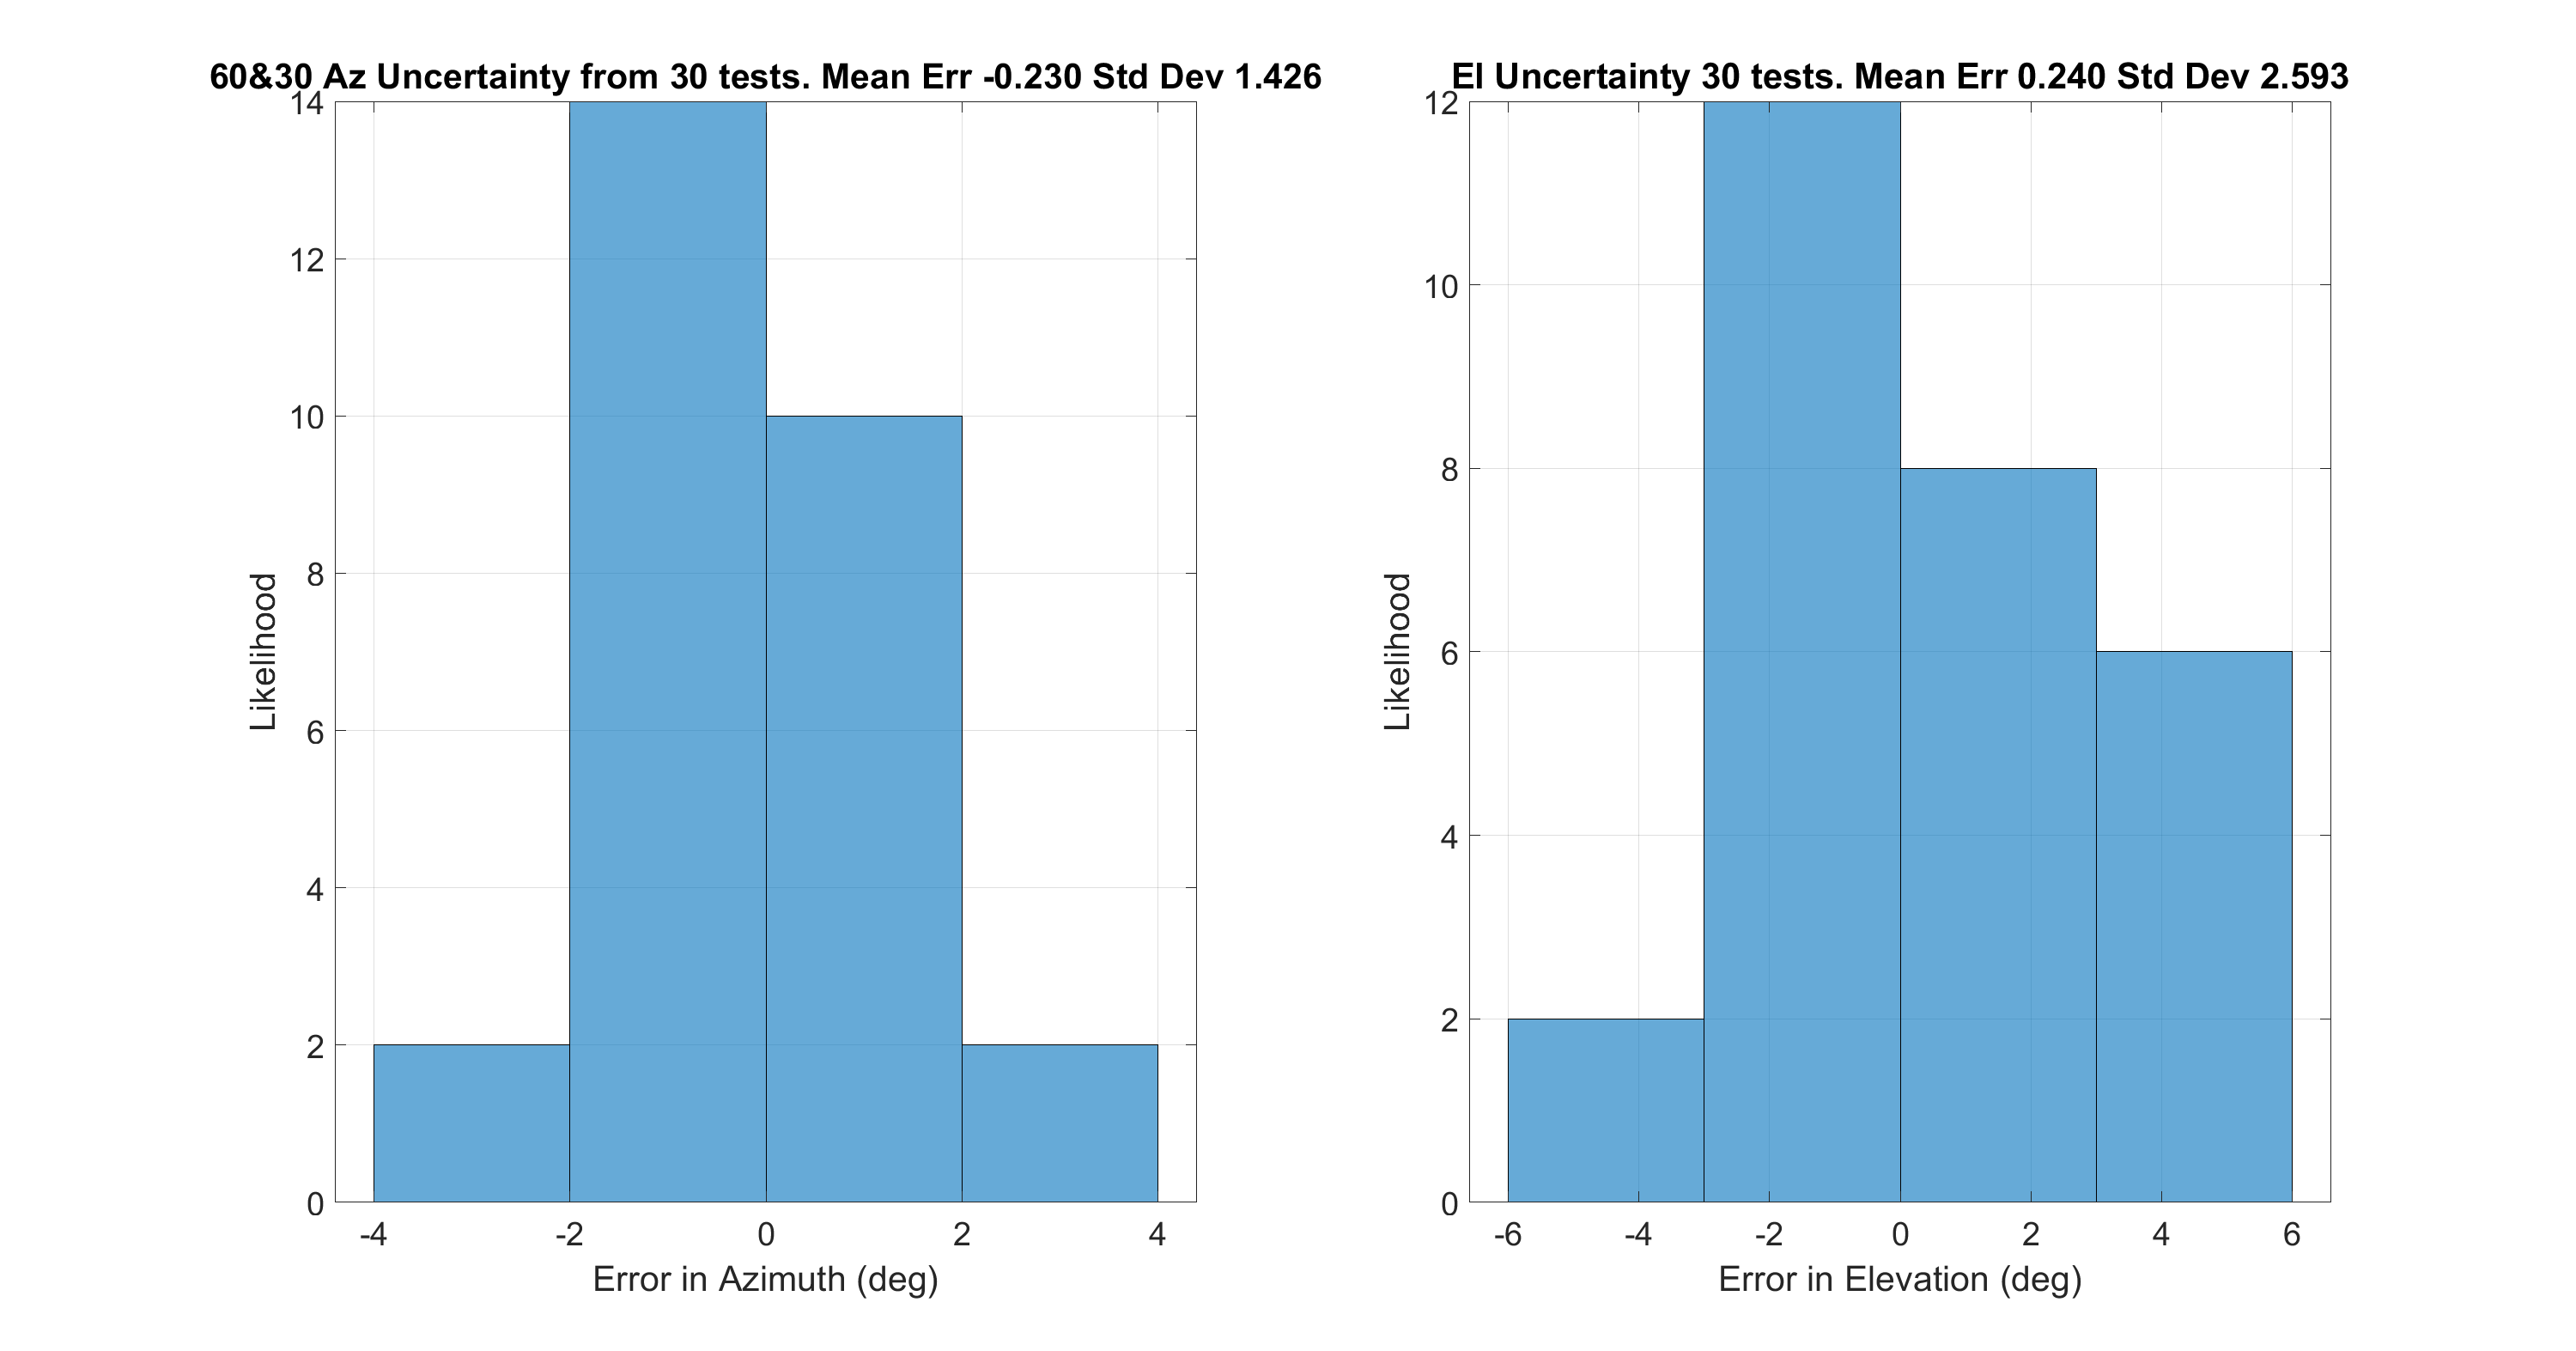 60&30 Az Uncertainty from 30 tests. Mean Err -0.230 Std Dev 1.426
14
12
10
8
6
4
2
0
Likelihood
-4 -2 0 2 4
Error in Azimuth (deg)
El Uncertainty 30 tests. Mean Err 0.240 Std Dev 2.593
12
10
8
6
4
2
0
Likelihood
-6 -4 -2 0 2 4 6
Error in Elevation (deg)